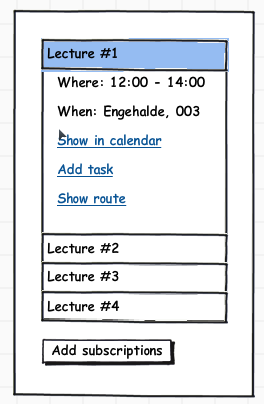 Lecture #1
Where: 12:00 - 14:00
When: Engehalde, 003
Show in calendar
Add task
Show route
Lecture #2
Lecture #3
Lecture #4
Add subscriptions